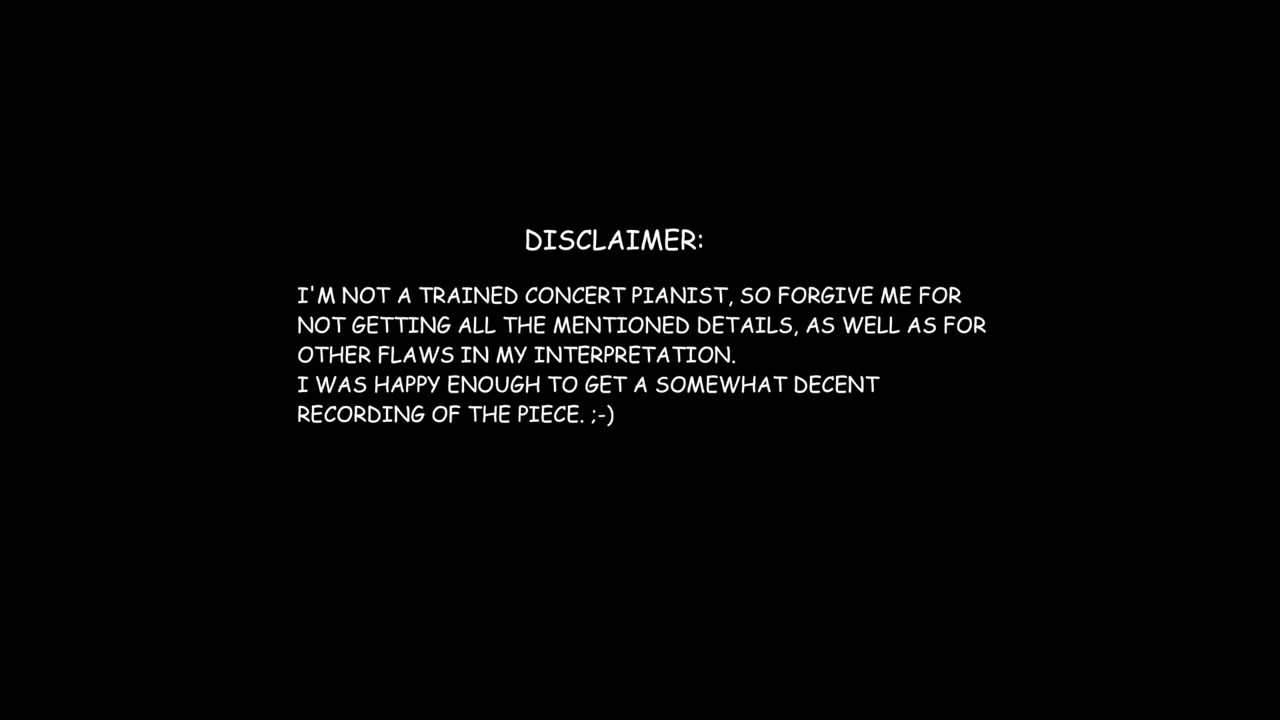 DISCLAIMER:
I'M NOT A TRAINED CONCERT PIANIST, SO FORGIVE ME FOR
NOT GETTING ALL THE MENTIONED DETAILS, AS WELL AS FOR
OTHER FLAWS IN MY INTERPRETATION.
I WAS HAPPY ENOUGH TO GET A SOMEWHAT DECENT
RECORDING OF THE PIECE. ;-)